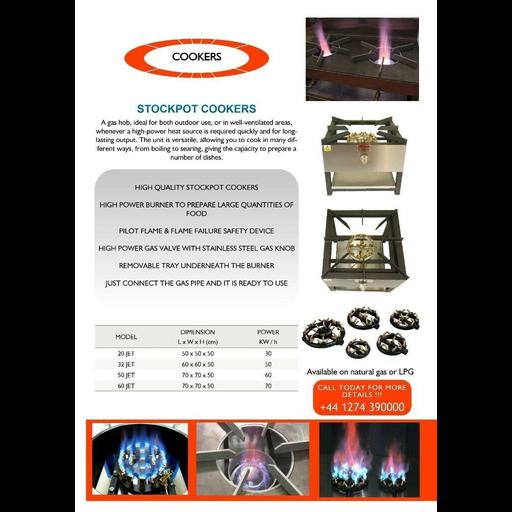 COOKERS
STOCKPOT COOKERS
A gas hob, ideal for both outdoor use, or in well-ventilated areas,
whenever a high-power heat source is required quickly and for long-
lasting output. The unit is versatile, allowing you to cook in many dif-
ferent ways, from boiling to searing, giving the capacity to prepare a
number of dishes.
HIGH QUALITY STOCKPOT COOKERS
HIGH POWER BURNER TO PREPARE LARGE QUANTITIES OF
FOOD
PILOT FLAME & FLAME FAILURE SAFETY DEVICE
HIGH POWER GAS VALVE WITH STAINLESS STEEL GAS KNOB
REMOVABLE TRAY UNDERNEATH THE BURNER
JUST CONNECT THE GAS PIPE AND IT IS READY TO USE
MODEL DIMENSION L x W x H (cm) POWER KW / h
20 JET 50 x 50 x 50 30
32 JET 60 x 60 x 50 50
50 JET 70 x 70 x 50 60
60 JET 70 x 70 x 50 70
Available on natural gas or LPG
CALL TODAY FOR MORE
DETAILS !!!
+44 1274 390000